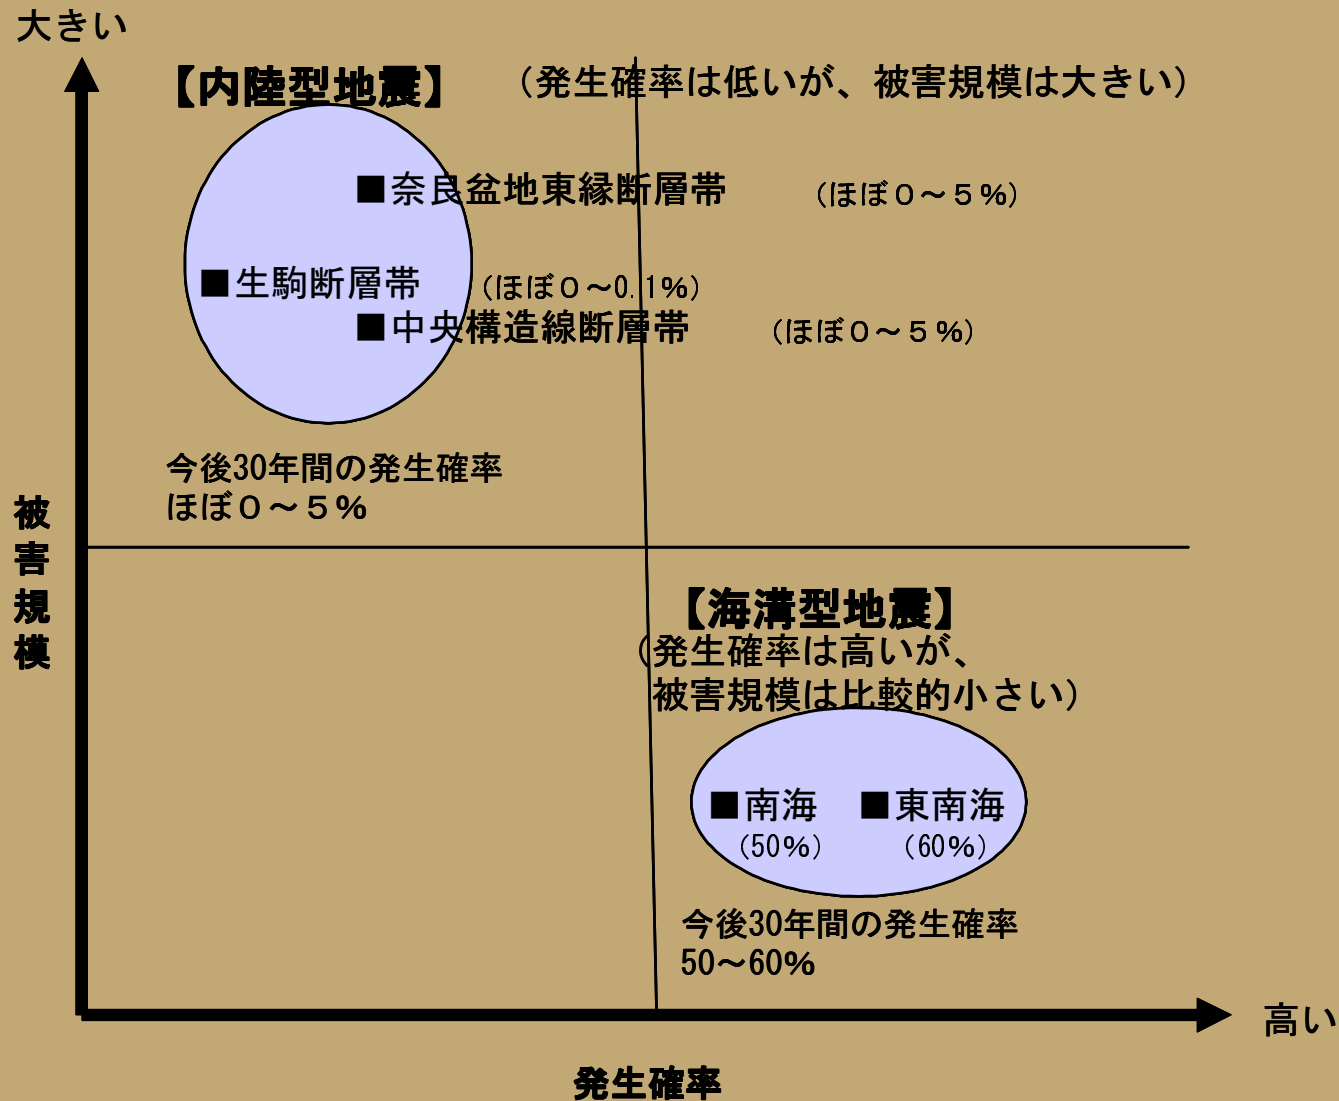 大きい
【内陸型地震】 (発生確率は低いが、被害規模は大きい)
■奈良盆地東縁断層帯 (ほぼ0～5%)
■生駒断層帯 (ほぼ0～0.1%)
■中央構造線断層帯 (ほぼ0～5%)
今後30年間の発生確率
ほぼ0～5%
被害規模
【海溝型地震】
(発生確率は高いが、
被害規模は比較的小さい)
■南海 ■東南海
(50%) (60%)
今後30年間の発生確率
50～60%
高い
発生確率